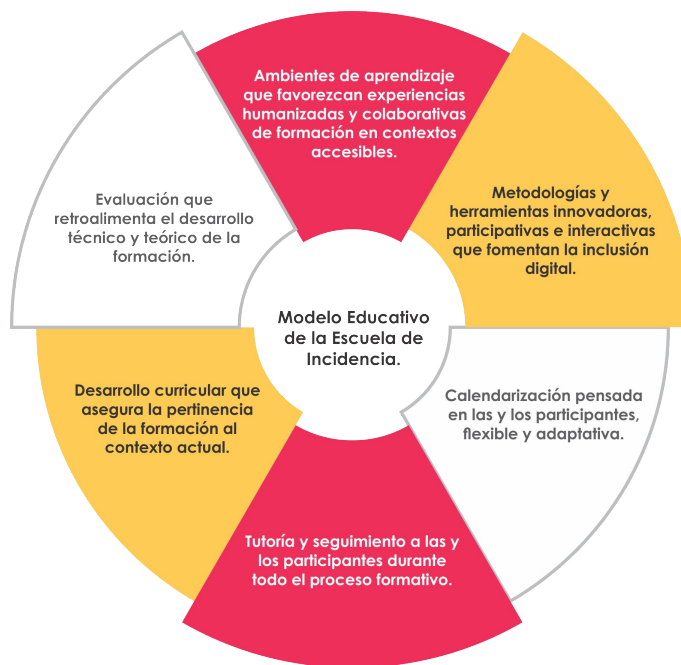 Ambientes de aprendizaje
que favorezcan experiencias
humanizadas y colaborativas
de formación en contextos
accesibles.
Metodologías y
herramientas innovadoras,
participativas e interactivas
que fomentan la inclusión
digital.
Calendarización pensada
en las y los participantes,
flexible y adaptativa.
Tutoría y seguimiento a las y
los participantes durante
todo el proceso formativo.
Desarrollo curricular que
asegura la pertinencia
de la formación al
contexto actual.
Evaluación que
retroalimenta el desarrollo
técnico y teórico de la
formación.
Modelo Educativo
de la Escuela de
Incidencia.